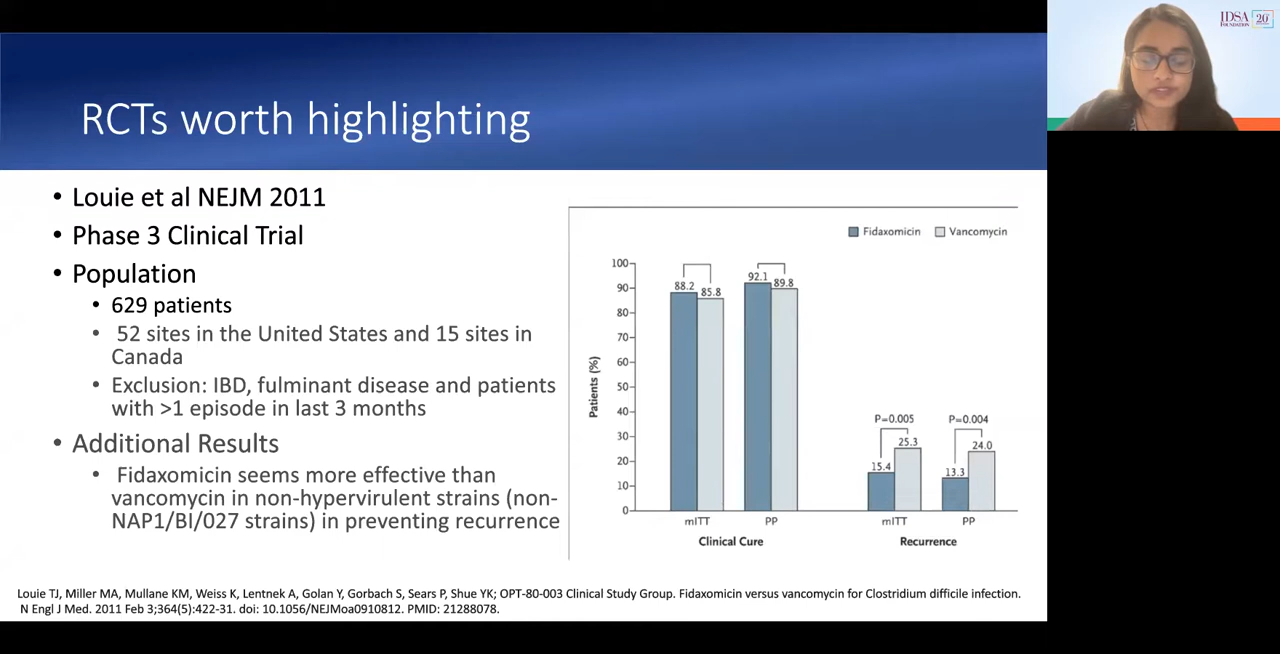 IDSA
FOUNDATION
20
RCTs worth highlighting
• Louie et al NEJM 2011
• Phase 3 Clinical Trial
• Population
• 629 patients
• 52 sites in the United States and 15 sites in
Canada
• Exclusion: IBD, fulminant disease and patients
with >1 episode in last 3 months
• Additional Results
• Fidaxomicin seems more effective than
vancomycin in non-hypervirulent strains (non-
NAP1/BI/027 strains) in preventing recurrence
Fidaxomicin Vancomycin
Patients (%)
100
90
80
70
60
50
40
30
20
10
0
88.2 85.8
92.1 89.8
P=0.005 P=0.004
15.4 25.3
13.3 24.0
mITT PP mITT PP
Clinical Cure Recurrence
Louie TJ, Miller MA, Mullane KM, Weiss K, Lentnek A, Golan Y, Gorbach S, Sears P, Shue YK; OPT-80-003 Clinical Study Group. Fidaxomicin versus vancomycin for Clostridium difficile infection.
N Engl J Med. 2011 Feb 3;364(5):422-31. doi: 10.1056/NEJMoa0910812. PMID: 21288078.